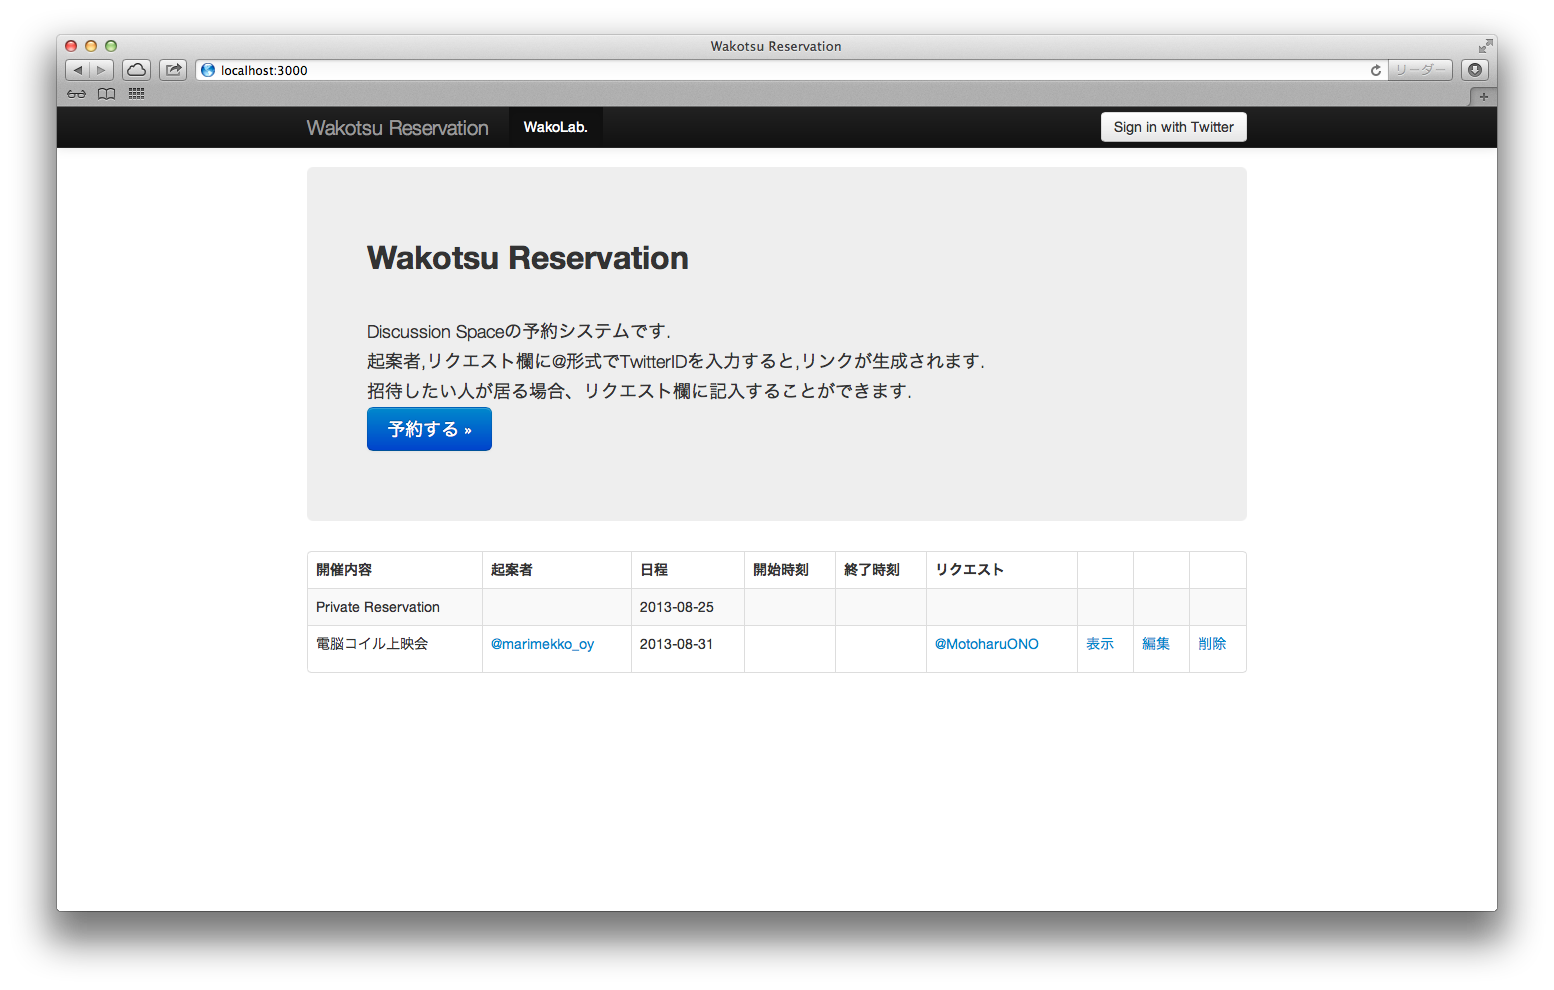 Wakotsu Reservation
localhost:3000
リーダー
Wakotsu Reservation WakoLab. Sign in with Twitter
Wakotsu Reservation
Discussion Spaceの予約システムです.
起案者,リクエスト欄に@形式でTwitterIDを入力すると,リンクが生成されます.
招待したい人が居る場合、リクエスト欄に記入することができます.
予約する »
開催内容 起案者 日程 開始時刻 終了時刻 リクエスト
Private Reservation 2013-08-25
電脳コイル上映会 @marimekko_oy 2013-08-31 @MotoharuONO 表示 編集 削除